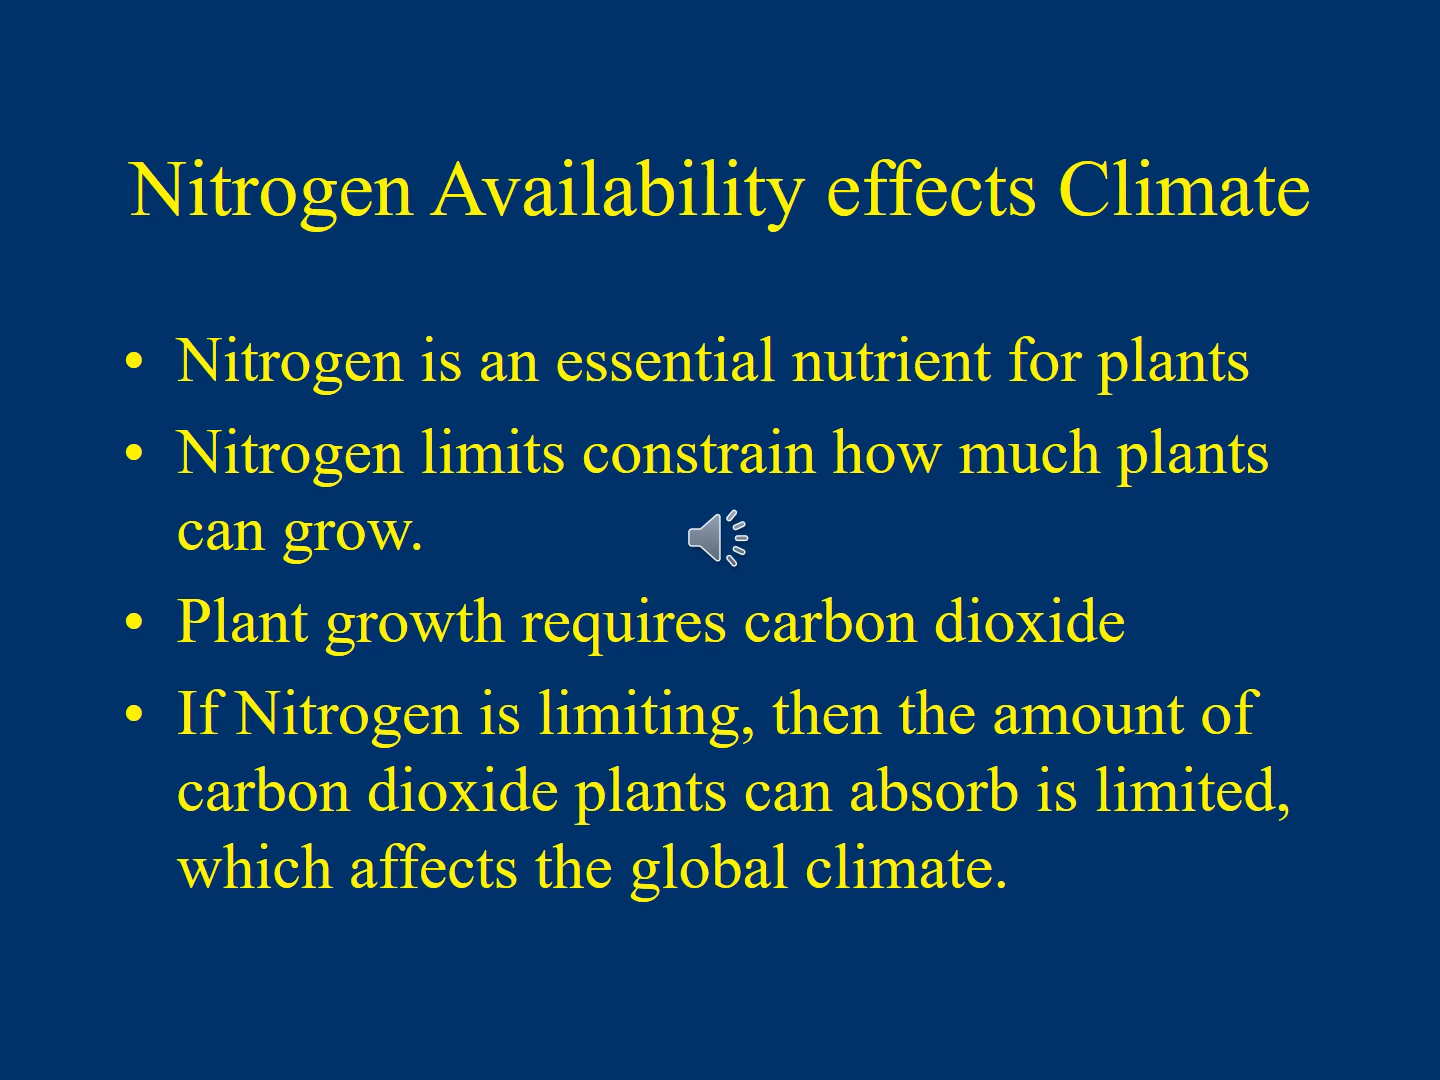 Nitrogen Availability effects Climate
• Nitrogen is an essential nutrient for plants
• Nitrogen limits constrain how much plants
can grow.
• Plant growth requires carbon dioxide
• If Nitrogen is limiting, then the amount of
carbon dioxide plants can absorb is limited,
which affects the global climate.